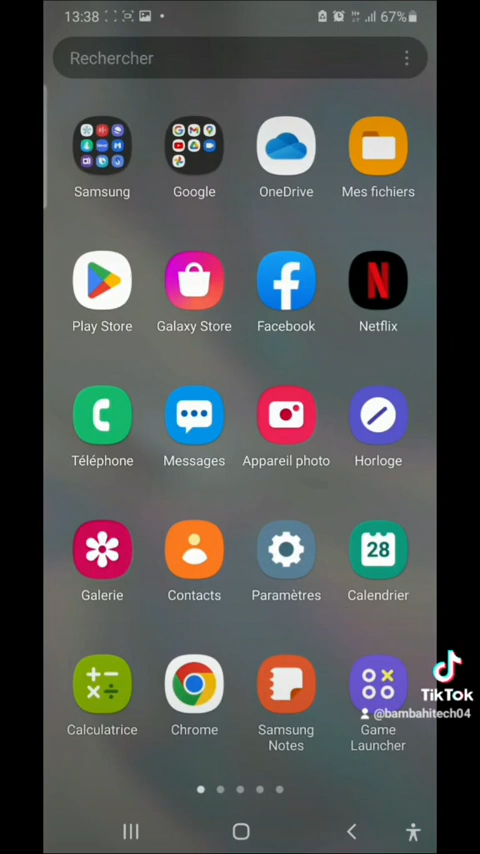 13:38
67%
Rechercher
Samsung
Google
OneDrive
Mes fichiers
Play Store
Galaxy Store
Facebook
Netflix
Téléphone
Messages
Appareil photo
Horloge
28
Galerie
Contacts
Paramètres
Calendrier
Calculatrice
Chrome
Samsung
Notes
Game
Launcher
TikTok
@bambahitech04